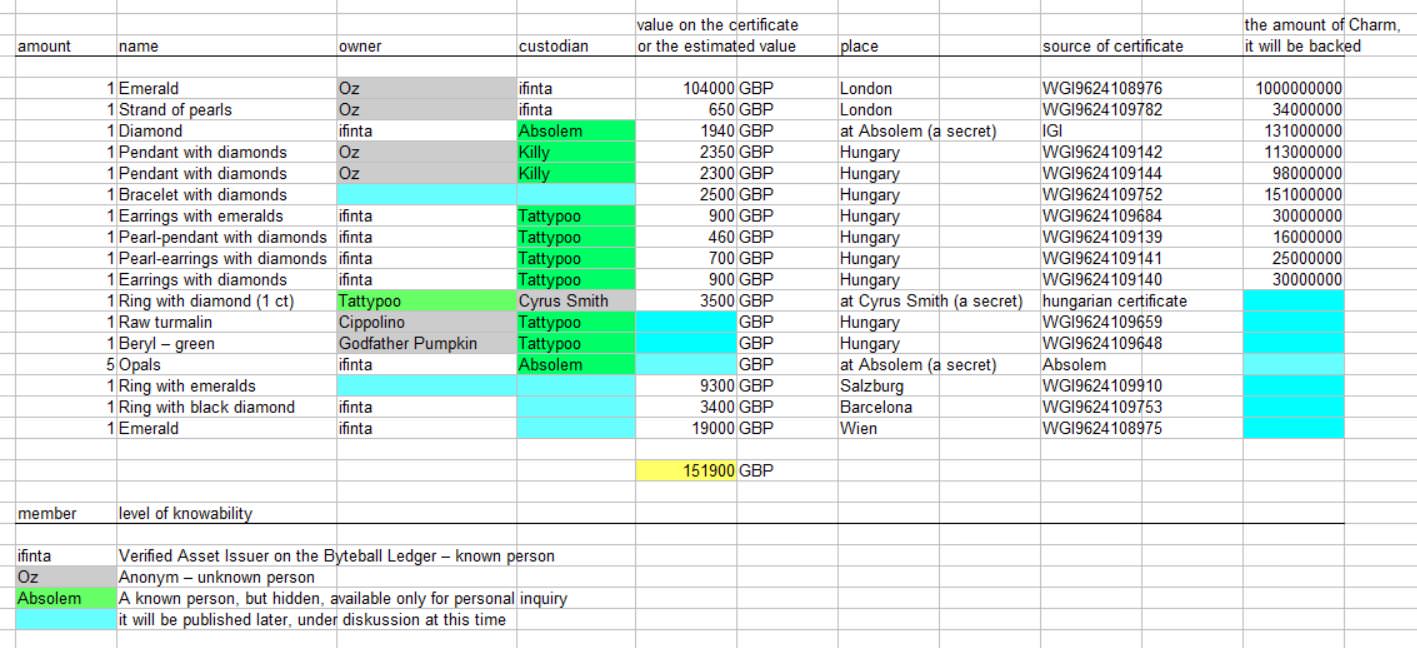 value on the certificate the amount of Charm,
amount name owner custodian or the estimated value place source of certificate it will be backed
1 Emerald Oz ifinta 104000 GBP London WGI9624108976 1000000000
1 Strand of pearls Oz ifinta 650 GBP London WGI9624109782 34000000
1 Diamond ifinta Absolem 1940 GBP at Absolem (a secret) IGI 131000000
1 Pendant with diamonds Oz Killy 2350 GBP Hungary WGI9624109142 113000000
1 Pendant with diamonds Oz Killy 2300 GBP Hungary WGI9624109144 98000000
1 Bracelet with diamonds 2500 GBP Hungary WGI9624109752 151000000
1 Earrings with emeralds ifinta Tattypoo 900 GBP Hungary WGI9624109684 30000000
1 Pearl-pendant with diamonds ifinta Tattypoo 460 GBP Hungary WGI9624109139 16000000
1 Pearl-earrings with diamonds ifinta Tattypoo 700 GBP Hungary WGI9624109141 25000000
1 Earrings with diamonds ifinta Tattypoo 900 GBP Hungary WGI9624109140 30000000
1 Ring with diamond (1 ct) Tattypoo Cyrus Smith 3500 GBP at Cyrus Smith (a secret) hungarian certificate
1 Raw turmalin Cippolino Tattypoo GBP Hungary WGI9624109659
1 Beryl – green Godfather Pumpkin Tattypoo GBP Hungary WGI9624109648
5 Opals ifinta Absolem GBP at Absolem (a secret) Absolem
1 Ring with emeralds 9300 GBP Salzburg WGI9624109910
1 Ring with black diamond ifinta 3400 GBP Barcelona WGI9624109753
1 Emerald ifinta 19000 GBP Wien WGI9624108975
151900 GBP
member level of knowability
ifinta Verified Asset Issuer on the Byteball Ledger – known person
Oz Anonym – unknown person
Absolem A known person, but hidden, available only for personal inquiry
it will be published later, under diskussion at this time